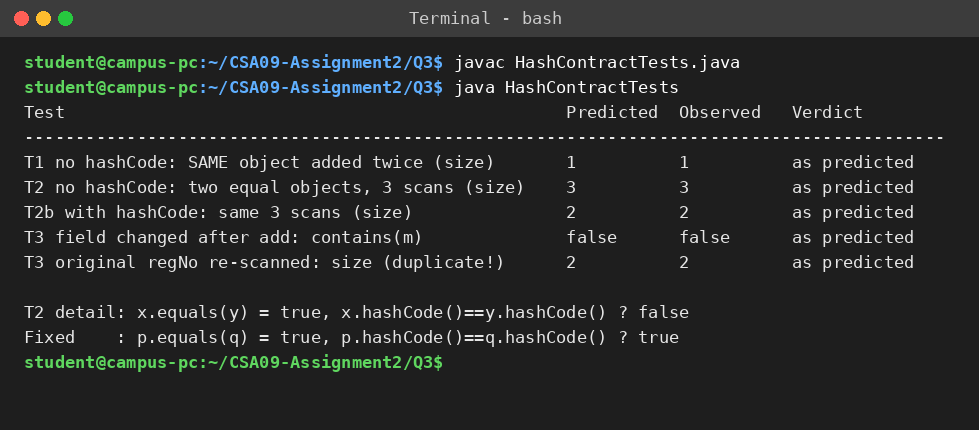 Terminal - bash
student@campus-pc:~/CSA09-Assignment2/Q3$ javac HashContractTests.java
student@campus-pc:~/CSA09-Assignment2/Q3$ java HashContractTests
Test                                                 Predicted  Observed   Verdict
------------------------------------------------------------------------------------------
T1 no hashCode: SAME object added twice (size)       1          1          as predicted
T2 no hashCode: two equal objects, 3 scans (size)    3          3          as predicted
T2b with hashCode: same 3 scans (size)               2          2          as predicted
T3 field changed after add: contains(m)              false      false      as predicted
T3 original regNo re-scanned: size (duplicate!)      2          2          as predicted

T2 detail: x.equals(y) = true, x.hashCode()==y.hashCode() ? false
Fixed    : p.equals(q) = true, p.hashCode()==q.hashCode() ? true
student@campus-pc:~/CSA09-Assignment2/Q3$